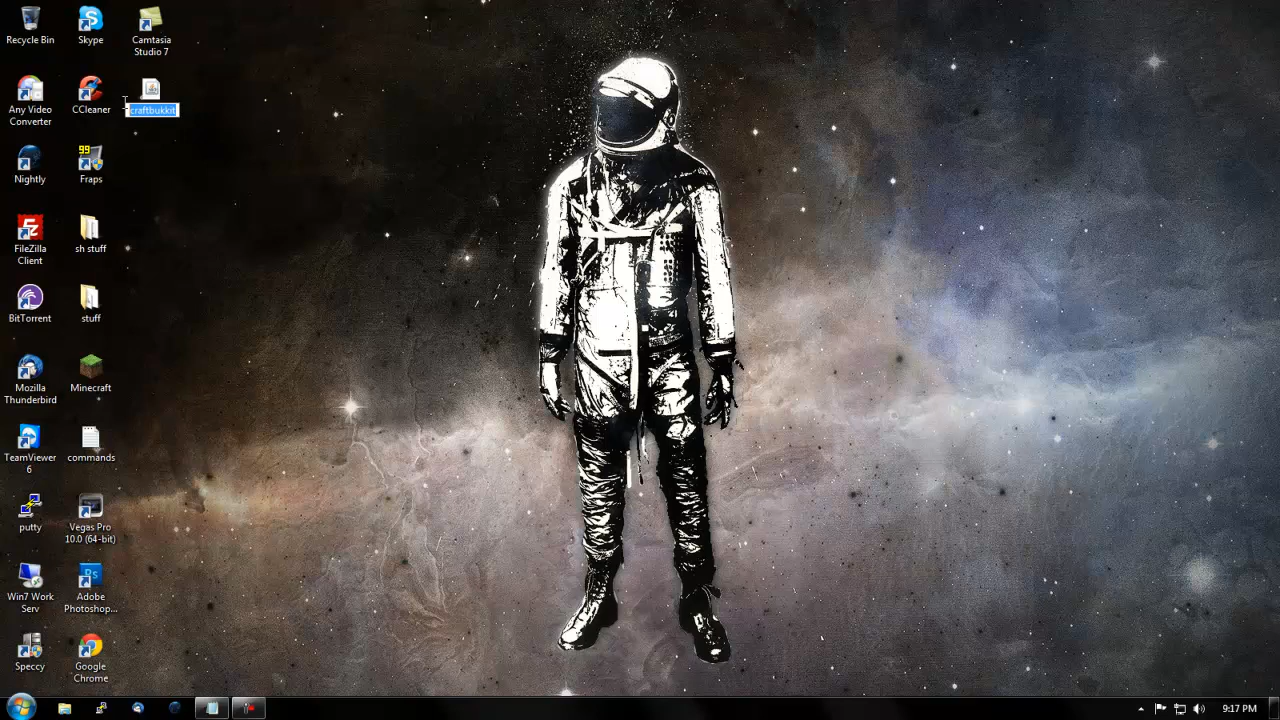 Recycle Bin
Skype
Camtasia
Studio 7
Any Video
Converter
CCleaner
craftbukkit
Nightly
99
Fraps
FileZilla
Client
sh stuff
BitTorrent
stuff
Mozilla
Thunderbird
Minecraft
TeamViewer
6
commands
putty
Vegas Pro
10.0 (64-bit)
Win7 Work
Serv
Ps
Adobe
Photoshop...
Speccy
Google
Chrome
9:17 PM